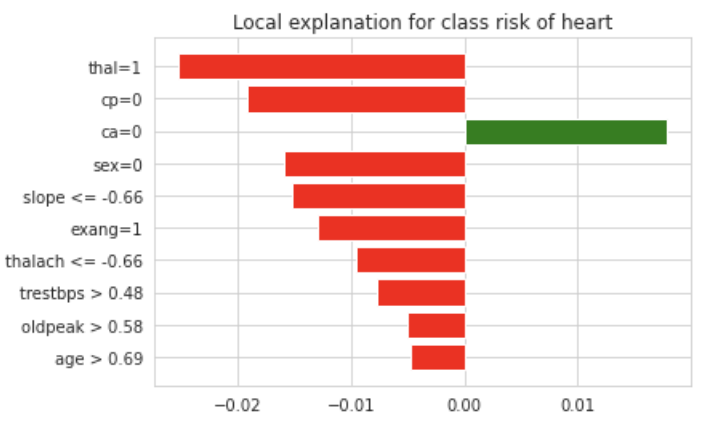 Local explanation for class risk of heart
thal=1
cp=0
ca=0
sex=0
slope <= -0.66
exang=1
thalach <= -0.66
trestbps > 0.48
oldpeak > 0.58
age > 0.69
−0.02 −0.01 0.00 0.01